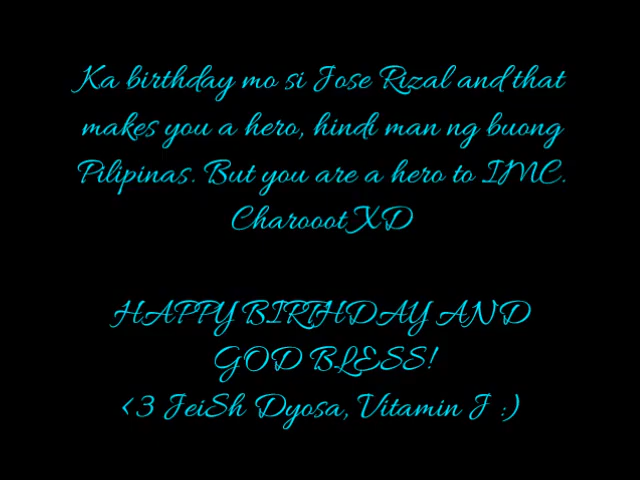 Ka birthday mo si Jose Rizal and that
makes you a hero, hindi man ng buong
Pilipinas. But you are a hero to IMC.
CharoootXD
HAPPY BIRTHDAY AND
GOD BLESS!
<3 JeiSh Dyosa, Vitamin J :)